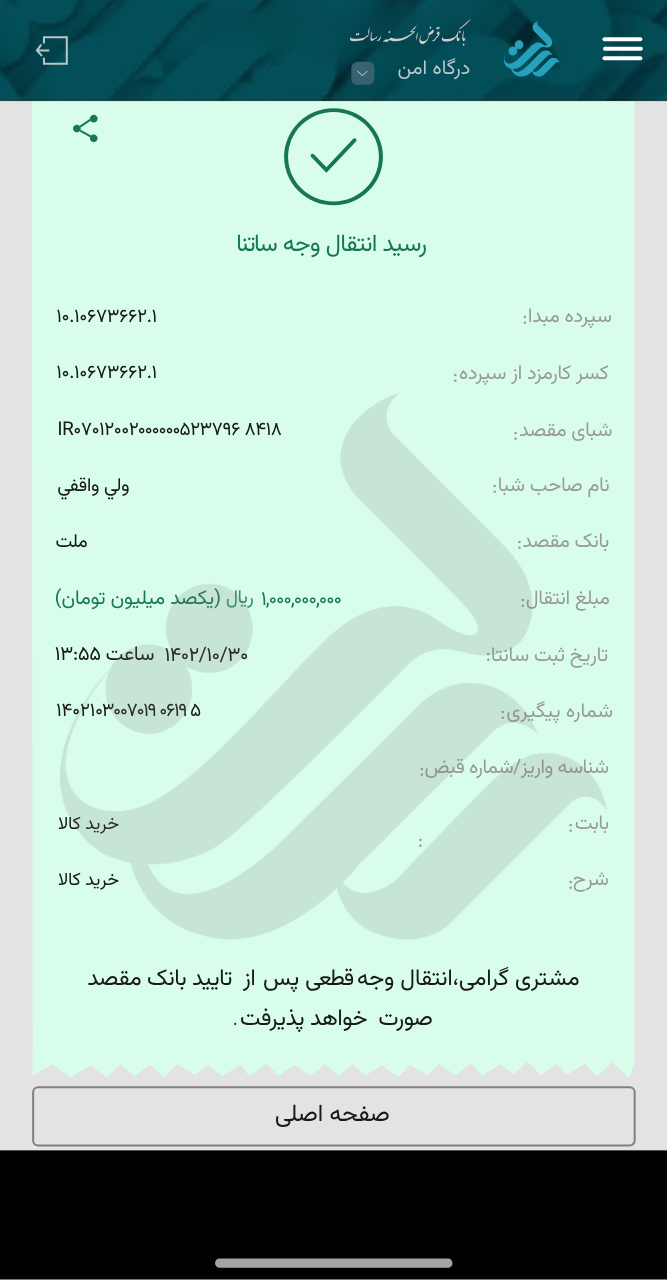 بانک قرض الحسنه رسالت
درگاه امن
رسید انتقال وجه ساتنا
سپرده مبدا: ۱۰.۱۰۶۷۳۶۶۲.۱
کسر کارمزد از سپرده: ۱۰.۱۰۶۷۳۶۶۲.۱
شبای مقصد: IR۰۷۰۱۲۰۰۲۰۰۰۰۰۰۰۵۲۳۷۹۶ ۸۴۱۸
نام صاحب شبا: ولي واقفي
بانک مقصد: ملت
مبلغ انتقال: ۱,۰۰۰,۰۰۰,۰۰۰ ریال (یکصد میلیون تومان)
تاریخ ثبت سانتا: ۱۴۰۲/۱۰/۳۰ ساعت ۱۳:۵۵
شماره پیگیری: ۱۴۰۲۱۰۳۰۰۷۰۱۹ ۰۶۱۹ ۵
شناسه واریز/شماره قبض:
بابت: خرید کالا
:
شرح: خرید کالا
مشتری گرامی،انتقال وجه قطعی پس از تایید بانک مقصد
صورت خواهد پذیرفت.
صفحه اصلی